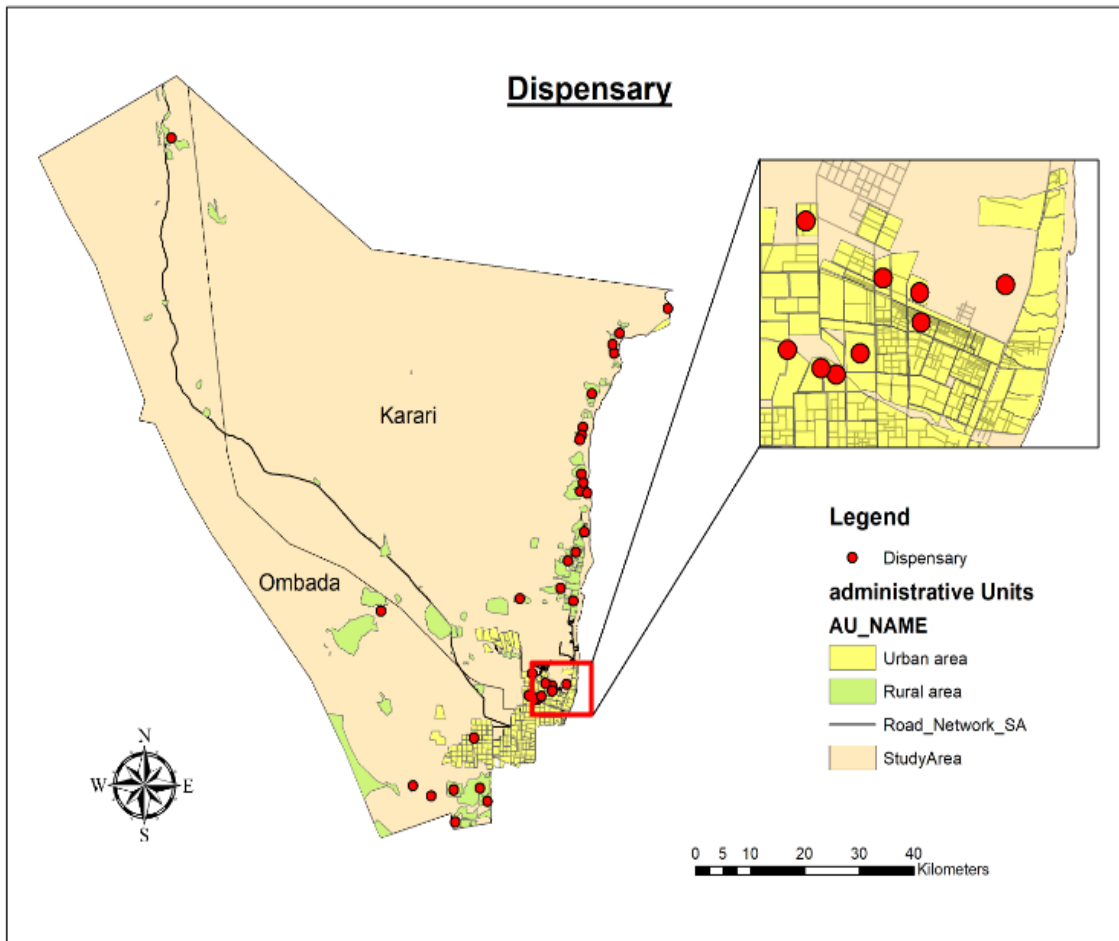 Dispensary
Karari
Ombada
Legend
Dispensary
administrative Units
AU_NAME
Urban area
Rural area
Road_Network_SA
StudyArea
N
W E
S
0 5 10 20 30 40
Kilometers